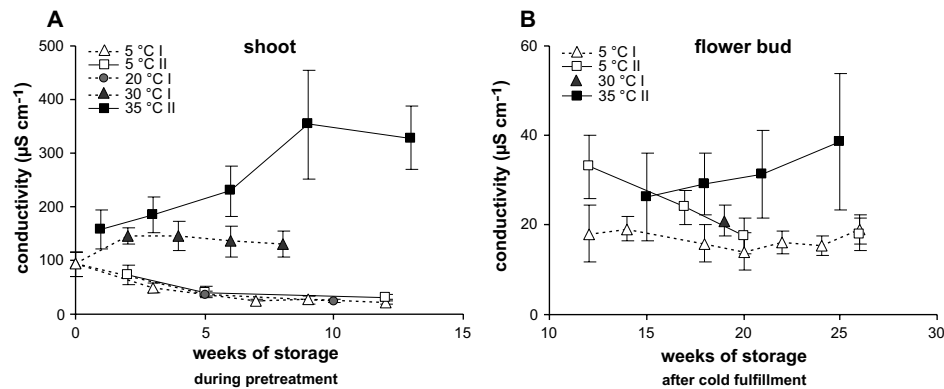 A
shoot
500
400
300
200
100
0
conductivity (µS cm⁻¹)
5 °C I
5 °C II
20 °C I
30 °C I
35 °C II
0 5 10 15
weeks of storage
during pretreatment
B
flower bud
60
40
20
0
conductivity (µS cm⁻¹)
5 °C I
5 °C II
30 °C I
35 °C II
10 15 20 25 30
weeks of storage
after cold fulfillment